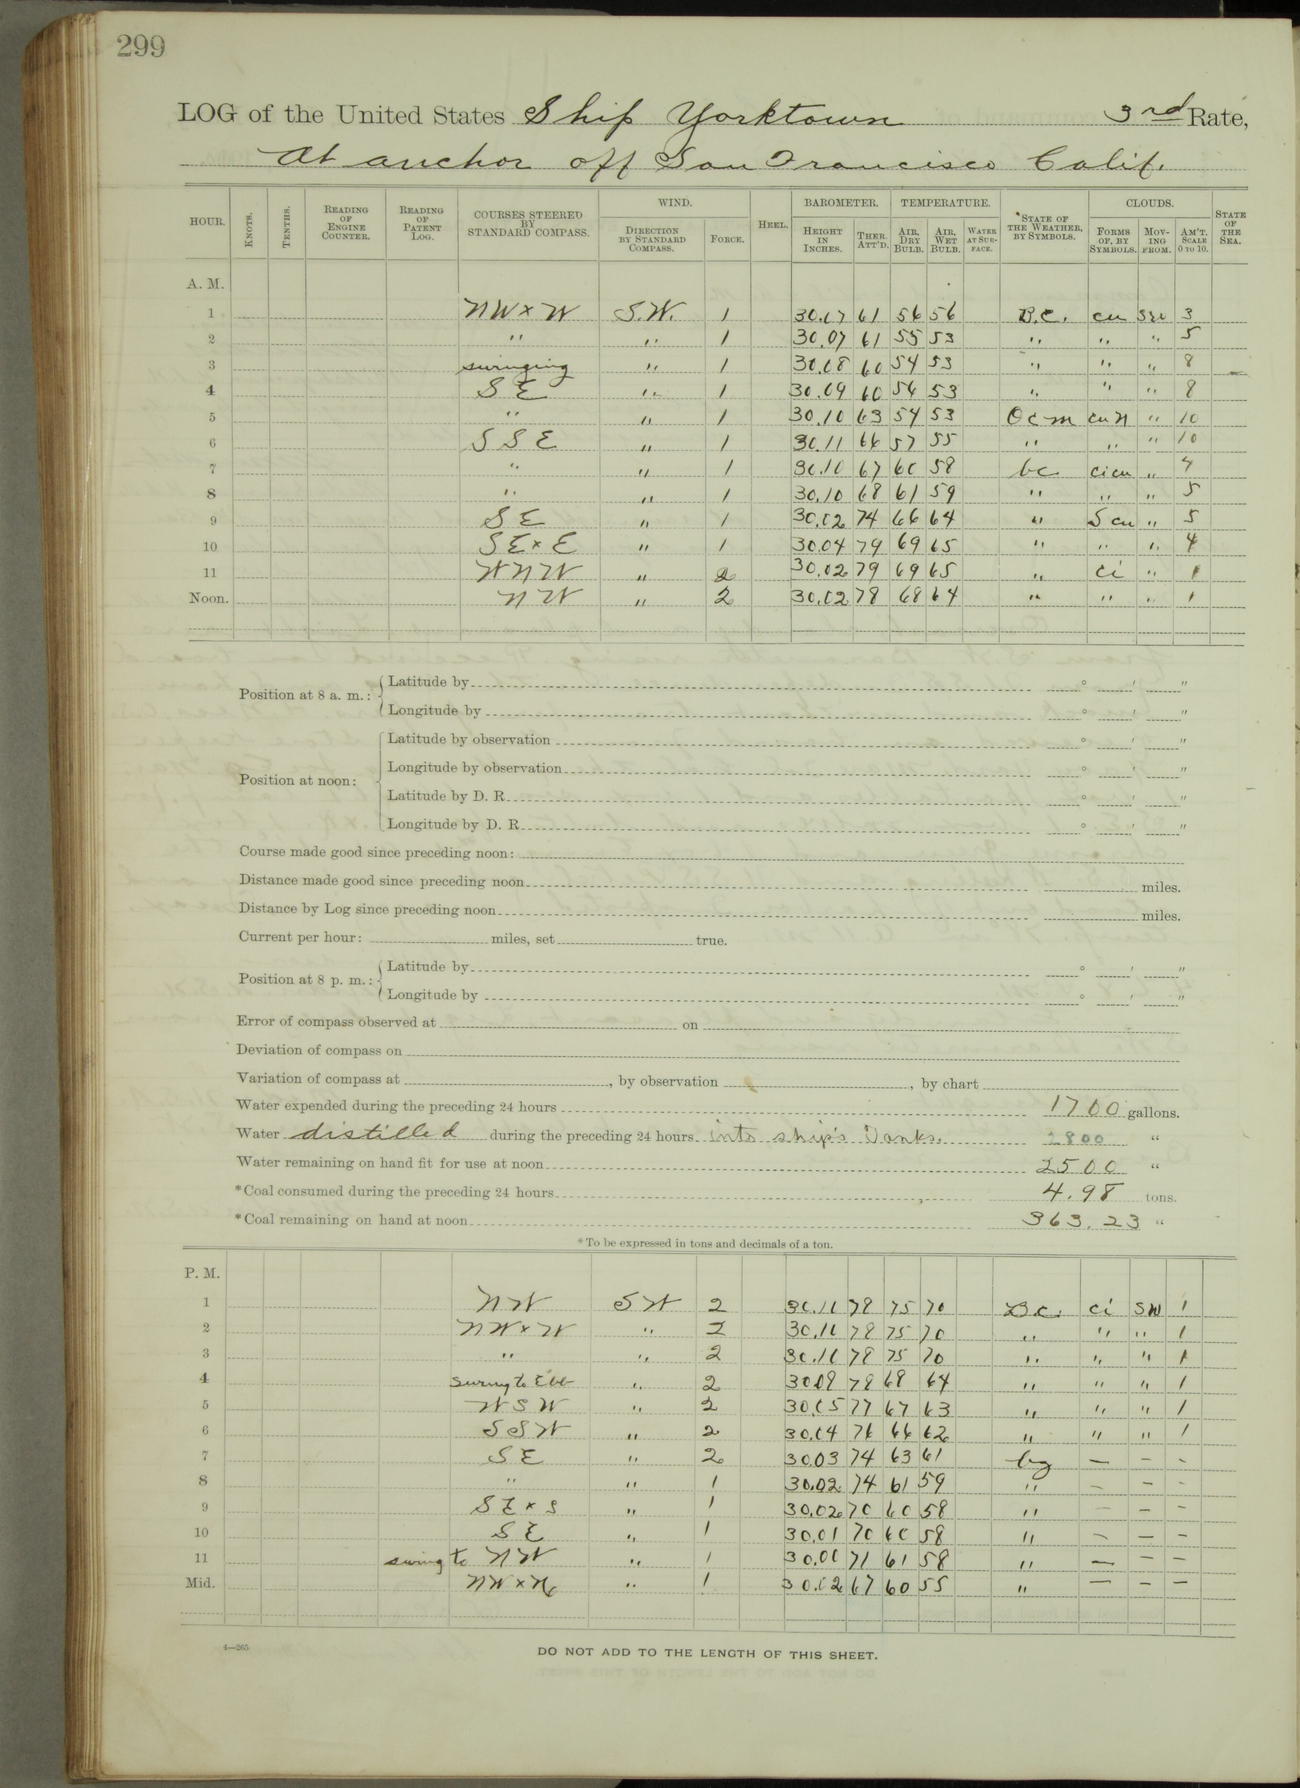 299
LOG of the United States Ship Yorktown 3rd Rate,
At anchor off San Francisco Calif.
HOUR. KNOTS. TENTHS. READING OF ENGINE COUNTER. READING OF PATENT LOG. COURSES STEERED BY STANDARD COMPASS. WIND. DIRECTION BY STANDARD COMPASS. FORCE. HEEL. BAROMETER. HEIGHT IN INCHES. THER. ATT'D. TEMPERATURE. AIR, DRY BULB. AIR, WET BULB. WATER AT SURFACE. *STATE OF THE WEATHER, BY SYMBOLS. CLOUDS. FORMS OF, BY SYMBOLS. MOVING FROM. AM'T. SCALE 0 TO 10. STATE OF THE SEA.
A. M.
1 NW x W S.W. 1 30.07 61 56 56 B.C. cu SW 3
2 " " 1 30.07 61 55 53 " " " 5
3 swinging " 1 30.08 60 54 53 " " " 8
4 S E " 1 30.09 60 54 53 " " " 8
5 " " 1 30.10 63 54 53 O c m cu N " 10
6 S S E " 1 30.11 66 57 55 " " " 10
7 " " 1 30.10 67 60 58 bc ci cu " 4
8 " " 1 30.10 68 61 59 " " " 5
9 S E " 1 30.02 74 66 64 " S cu " 5
10 S E x E " 1 30.04 79 69 65 " " " 4
11 W N W " 2 30.02 79 69 65 " ci " 1
Noon. N W " 2 30.02 78 68 64 " " " 1
Position at 8 a. m.: Latitude by ° ' "
Longitude by ° ' "
Position at noon: Latitude by observation ° ' "
Longitude by observation ° ' "
Latitude by D. R. ° ' "
Longitude by D. R. ° ' "
Course made good since preceding noon:
Distance made good since preceding noon miles.
Distance by Log since preceding noon miles.
Current per hour: miles, set true.
Position at 8 p. m.: Latitude by ° ' "
Longitude by ° ' "
Error of compass observed at on
Deviation of compass on
Variation of compass at , by observation , by chart
Water expended during the preceding 24 hours 1700 gallons.
Water distilled during the preceding 24 hours into ship's Tanks. 2800 "
Water remaining on hand fit for use at noon 2500 "
*Coal consumed during the preceding 24 hours 4.98 tons.
*Coal remaining on hand at noon 363.23 "
*To be expressed in tons and decimals of a ton.
P. M.
1 N W S W 2 30.10 78 75 70 B.C. ci SW 1
2 NW x W " 2 30.10 78 75 70 " " " 1
3 " " 2 30.10 78 75 70 " " " 1
4 swing to Ebb " 2 30.08 78 68 64 " " " 1
5 W S W " 2 30.05 77 67 63 " " " 1
6 S S W " 2 30.04 76 66 62 " " " 1
7 S E " 2 30.03 74 63 61 — – -
8 " " 1 30.02 74 61 59 " – – -
9 S E x S " 1 30.02 70 60 58 " – – –
10 S E " 1 30.01 70 60 58 " – – –
11 swing to N W " 1 30.00 71 61 58 " — – –
Mid. NW x " 1 30.02 67 60 55 " — – –
4—265
DO NOT ADD TO THE LENGTH OF THIS SHEET.